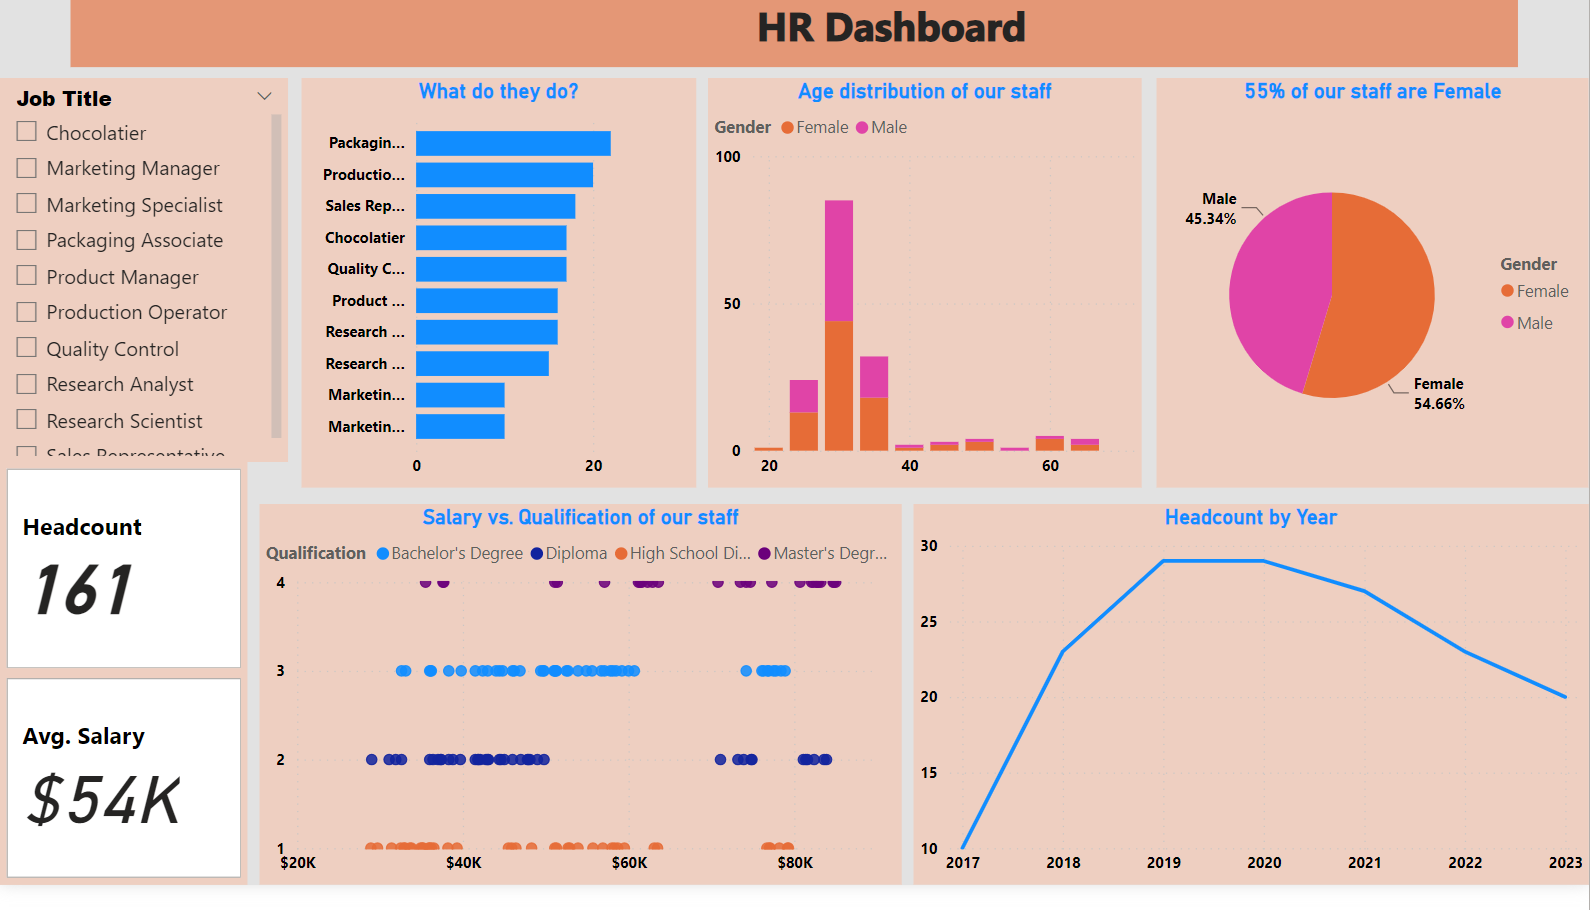 HR Dashboard
Job Title
Chocolatier
Marketing Manager
Marketing Specialist
Packaging Associate
Product Manager
Production Operator
Quality Control
Research Analyst
Research Scientist
Sales Representative
Headcount
161
Avg. Salary
$54K
What do they do?
Packagin...
Productio...
Sales Rep...
Chocolatier
Quality C...
Product ...
Research ...
Research ...
Marketin...
Marketin...
0 20
Age distribution of our staff
Gender Female Male
100
50
0
20 40 60
55% of our staff are Female
Male
45.34%
Female
54.66%
Gender
Female
Male
Salary vs. Qualification of our staff
Qualification Bachelor's Degree Diploma High School Di... Master's Degr...
4
3
2
1
$20K $40K $60K $80K
Headcount by Year
30
25
20
15
10
2017 2018 2019 2020 2021 2022 2023